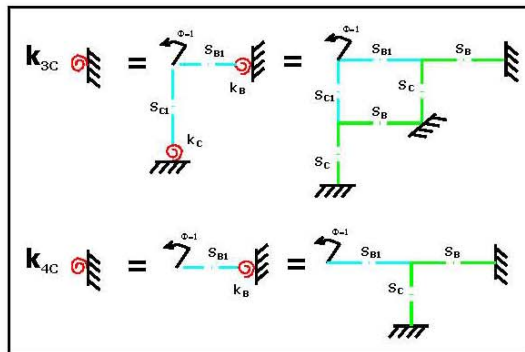 k3C = Φ=1 SB1 kB SC1 kC = Φ=1 SB1 SB SC1 SC SB SC
k4C = Φ=1 SB1 kB = Φ=1 SB1 SB SC